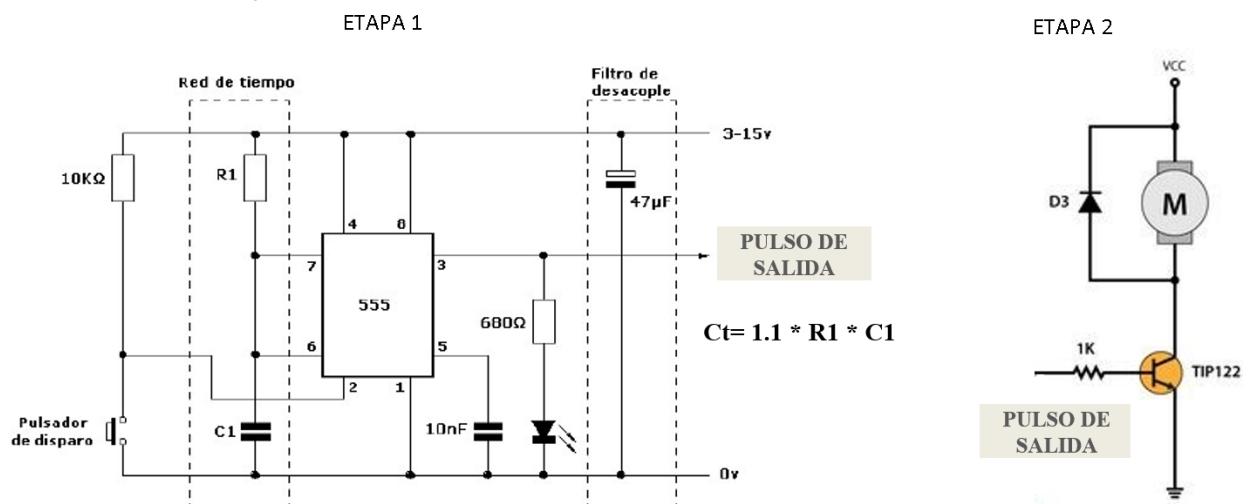 ETAPA 1
Red de tiempo
Filtro de
desacople
3-15v
10KΩ
R1
4
8
47µF
7
3
PULSO DE
SALIDA
555
680Ω
Ct= 1.1 * R1 * C1
6
5
2
1
Pulsador
de disparo
C1
10nF
0v
ETAPA 2
VCC
D3
M
1K
TIP122
PULSO DE
SALIDA